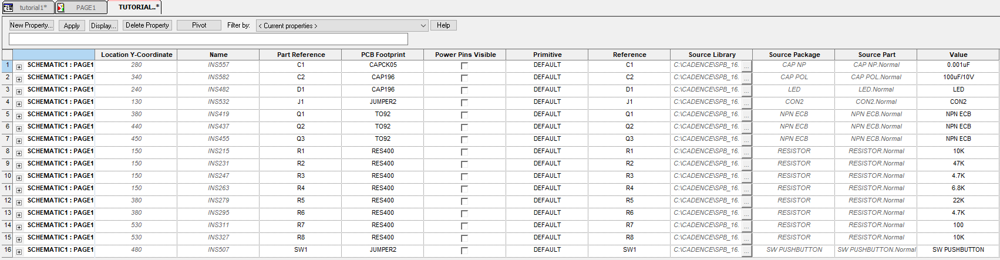 tutorial1* PAGE1 TUTORIAL..*
New Property... Apply Display... Delete Property Pivot Filter by: < Current properties > Help
Location Y-Coordinate Name Part Reference PCB Footprint Power Pins Visible Primitive Reference Source Library Source Package Source Part Value
1 SCHEMATIC1 : PAGE1 280 INS557 C1 CAPCK05 DEFAULT C1 C:\CADENCE\SPB_16. ... CAP NP CAP NP.Normal 0.001uF
2 SCHEMATIC1 : PAGE1 340 INS582 C2 CAP196 DEFAULT C2 C:\CADENCE\SPB_16. ... CAP POL CAP POL.Normal 100uF/10V
3 SCHEMATIC1 : PAGE1 240 INS482 D1 CAP196 DEFAULT D1 C:\CADENCE\SPB_16. ... LED LED.Normal LED
4 SCHEMATIC1 : PAGE1 130 INS532 J1 JUMPER2 DEFAULT J1 C:\CADENCE\SPB_16. ... CON2 CON2.Normal CON2
5 SCHEMATIC1 : PAGE1 380 INS419 Q1 TO92 DEFAULT Q1 C:\CADENCE\SPB_16. ... NPN ECB NPN ECB.Normal NPN ECB
6 SCHEMATIC1 : PAGE1 440 INS437 Q2 TO92 DEFAULT Q2 C:\CADENCE\SPB_16. ... NPN ECB NPN ECB.Normal NPN ECB
7 SCHEMATIC1 : PAGE1 450 INS455 Q3 TO92 DEFAULT Q3 C:\CADENCE\SPB_16. ... NPN ECB NPN ECB.Normal NPN ECB
8 SCHEMATIC1 : PAGE1 150 INS215 R1 RES400 DEFAULT R1 C:\CADENCE\SPB_16. ... RESISTOR RESISTOR.Normal 10K
9 SCHEMATIC1 : PAGE1 150 INS231 R2 RES400 DEFAULT R2 C:\CADENCE\SPB_16. ... RESISTOR RESISTOR.Normal 47K
10 SCHEMATIC1 : PAGE1 150 INS247 R3 RES400 DEFAULT R3 C:\CADENCE\SPB_16. ... RESISTOR RESISTOR.Normal 4.7K
11 SCHEMATIC1 : PAGE1 150 INS263 R4 RES400 DEFAULT R4 C:\CADENCE\SPB_16. ... RESISTOR RESISTOR.Normal 6.8K
12 SCHEMATIC1 : PAGE1 380 INS279 R5 RES400 DEFAULT R5 C:\CADENCE\SPB_16. ... RESISTOR RESISTOR.Normal 22K
13 SCHEMATIC1 : PAGE1 380 INS295 R6 RES400 DEFAULT R6 C:\CADENCE\SPB_16. ... RESISTOR RESISTOR.Normal 4.7K
14 SCHEMATIC1 : PAGE1 530 INS311 R7 RES400 DEFAULT R7 C:\CADENCE\SPB_16. ... RESISTOR RESISTOR.Normal 100
15 SCHEMATIC1 : PAGE1 530 INS327 R8 RES400 DEFAULT R8 C:\CADENCE\SPB_16. ... RESISTOR RESISTOR.Normal 10K
16 SCHEMATIC1 : PAGE1 480 INS507 SW1 JUMPER2 DEFAULT SW1 C:\CADENCE\SPB_16. ... SW PUSHBUTTON SW PUSHBUTTON.Normal SW PUSHBUTTON